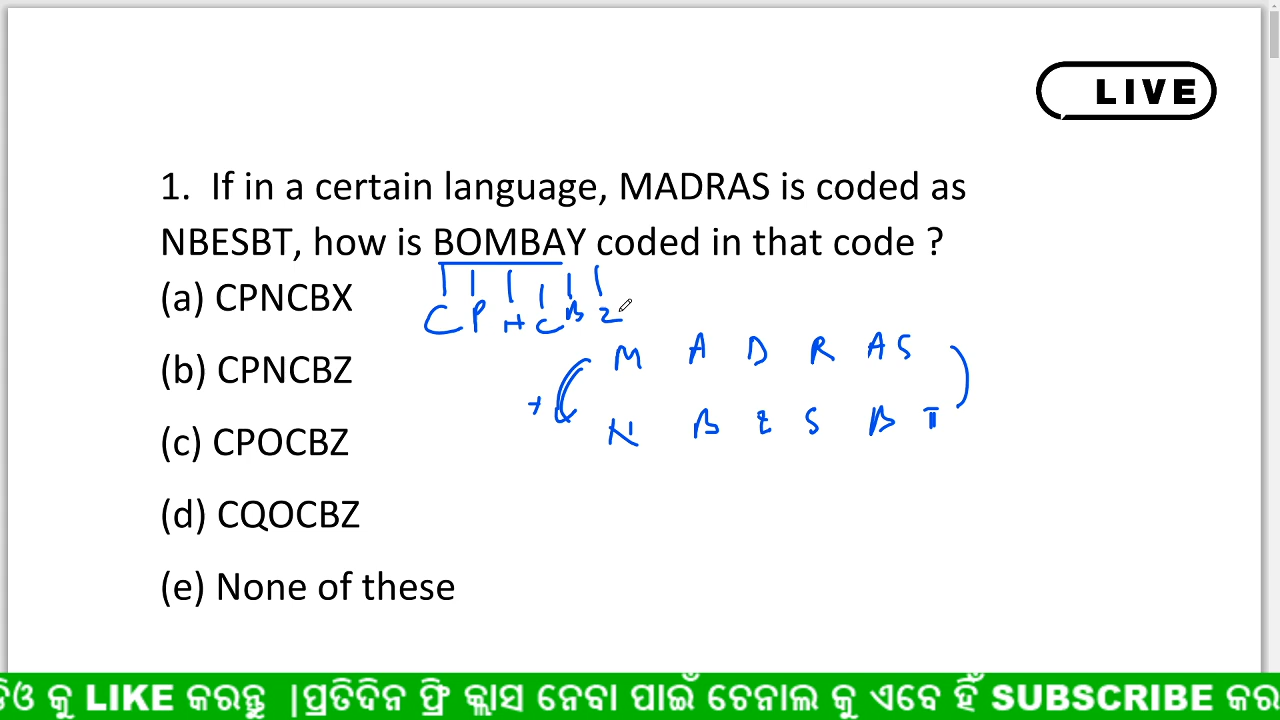 LIVE
1. If in a certain language, MADRAS is coded as
NBESBT, how is BOMBAY coded in that code ?
(a) CPNCBX
C P N C B Z
(b) CPNCBZ
M A D R A S
+
N B E S B T
(c) CPOCBZ
(d) CQOCBZ
(e) None of these
କୁ LIKE କରନ୍ତୁ |ପ୍ରତିଦିନ ଫ୍ରି କ୍ଲାସ ନେବା ପାଇଁ ଚେନାଲ କୁ ଏବେ ହିଁ SUBSCRIBE କର